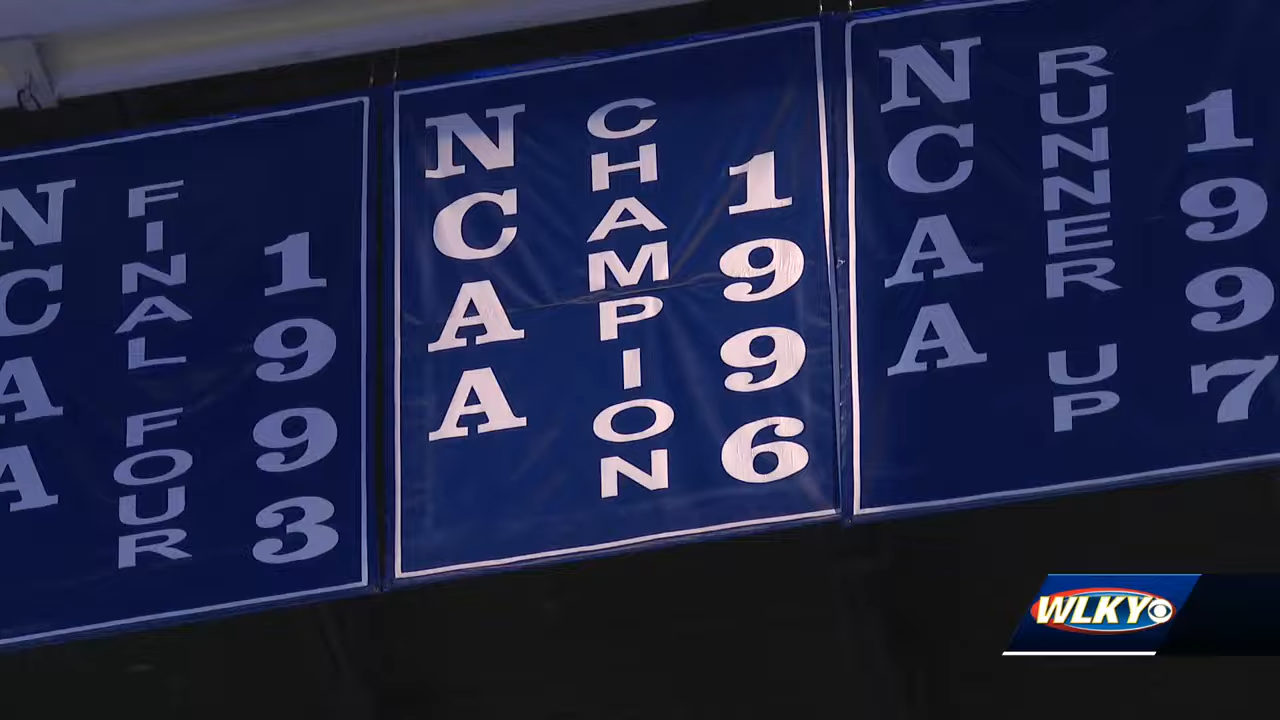 NCAA
FINAL FOUR
1993
NCAA
CHAMPION
1996
NCAA
RUNNER UP
1997
WLKY